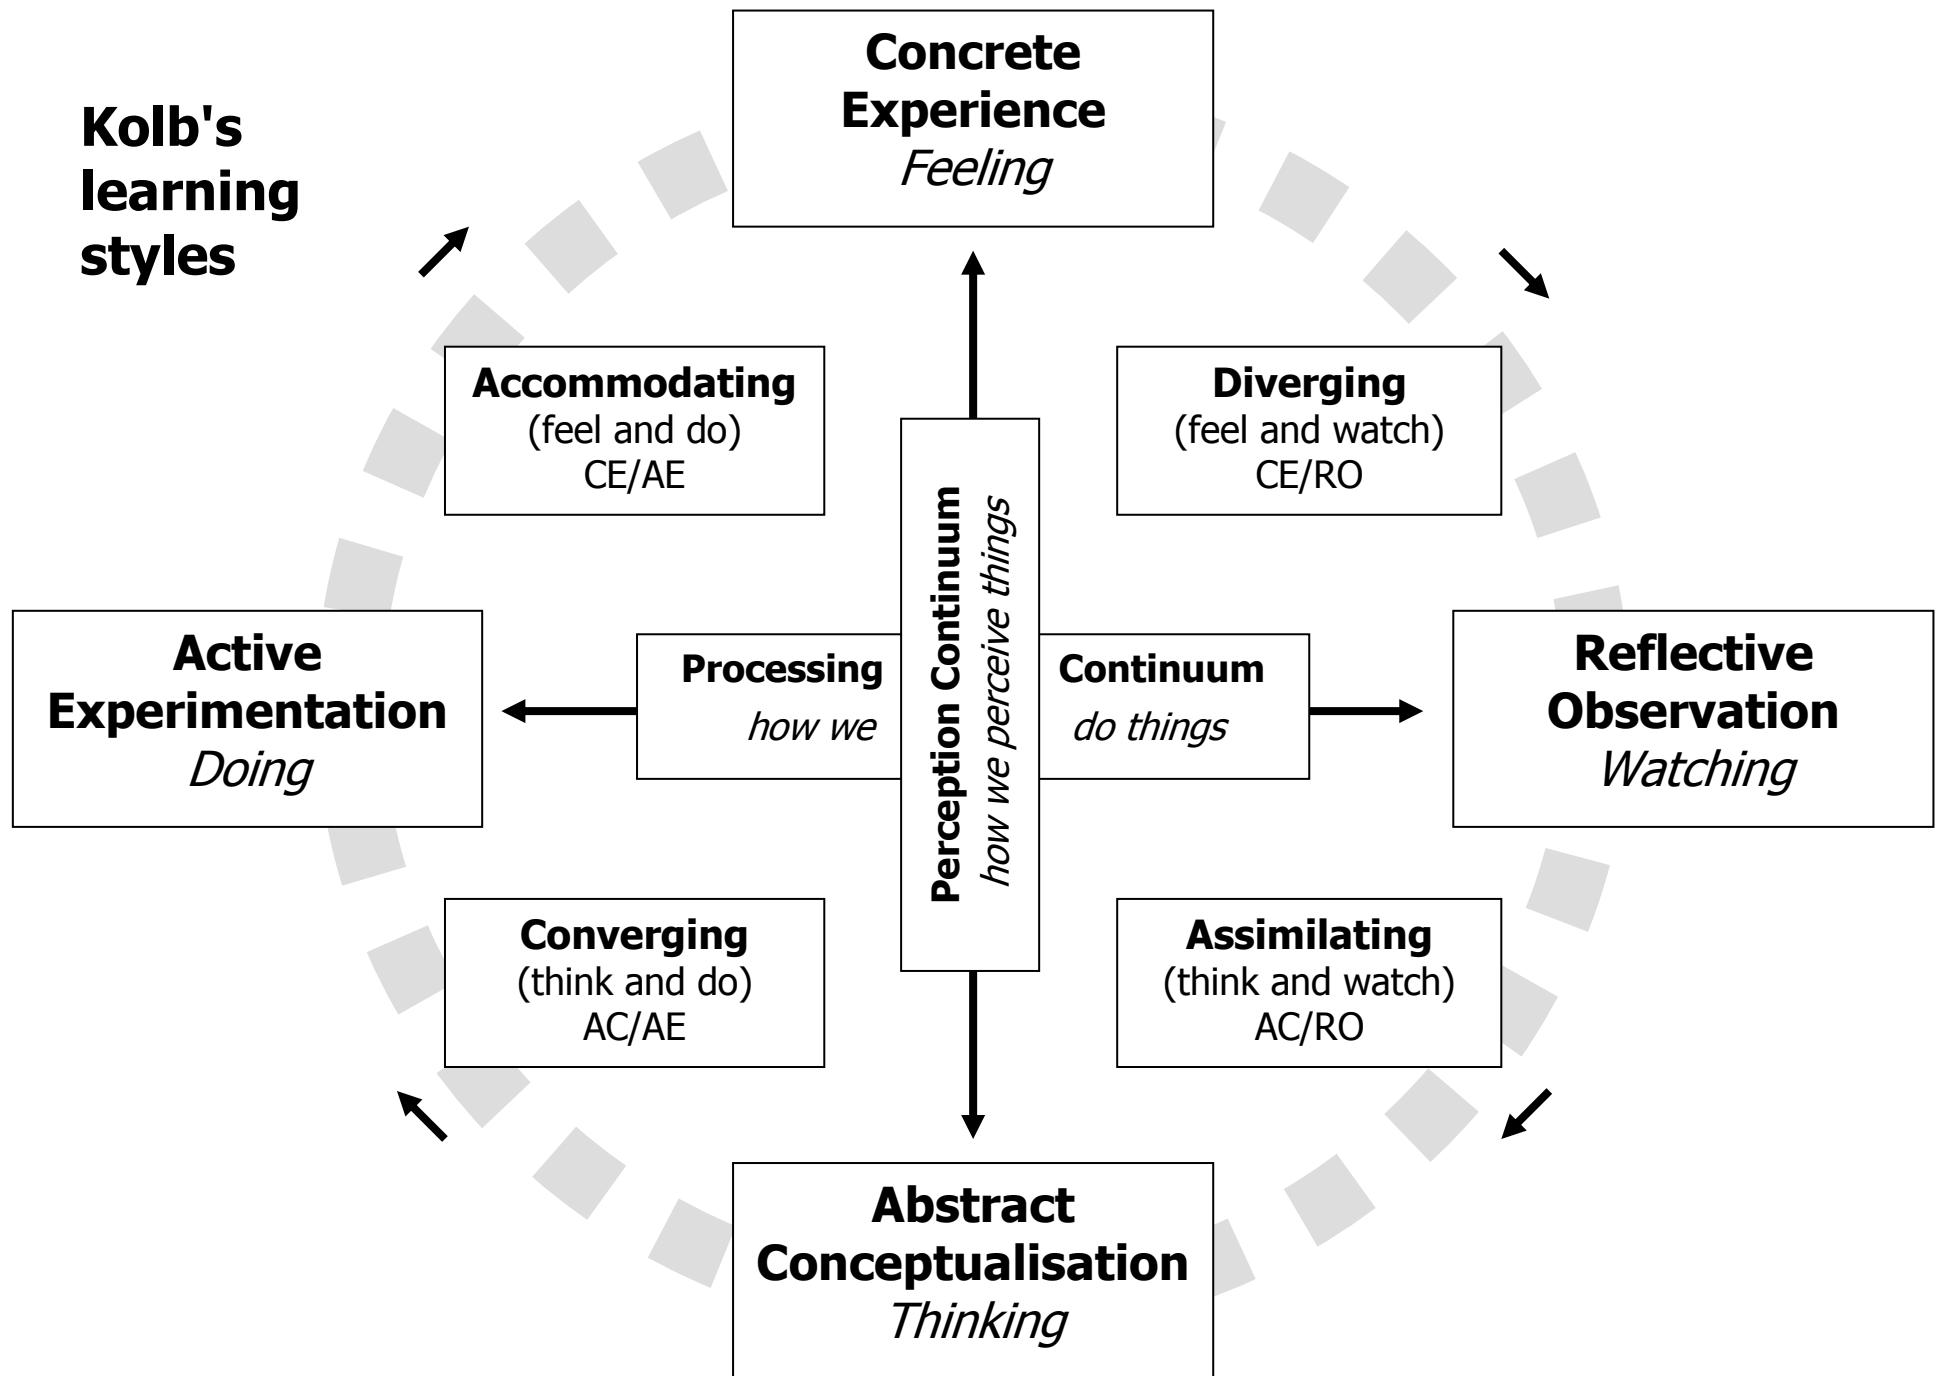 Kolb's
learning
styles
Concrete
Experience
Feeling
Accommodating
(feel and do)
CE/AE
Diverging
(feel and watch)
CE/RO
Active
Experimentation
Doing
Processing
how we
Perception Continuum
how we perceive things
Continuum
do things
Reflective
Observation
Watching
Converging
(think and do)
AC/AE
Assimilating
(think and watch)
AC/RO
Abstract
Conceptualisation
Thinking